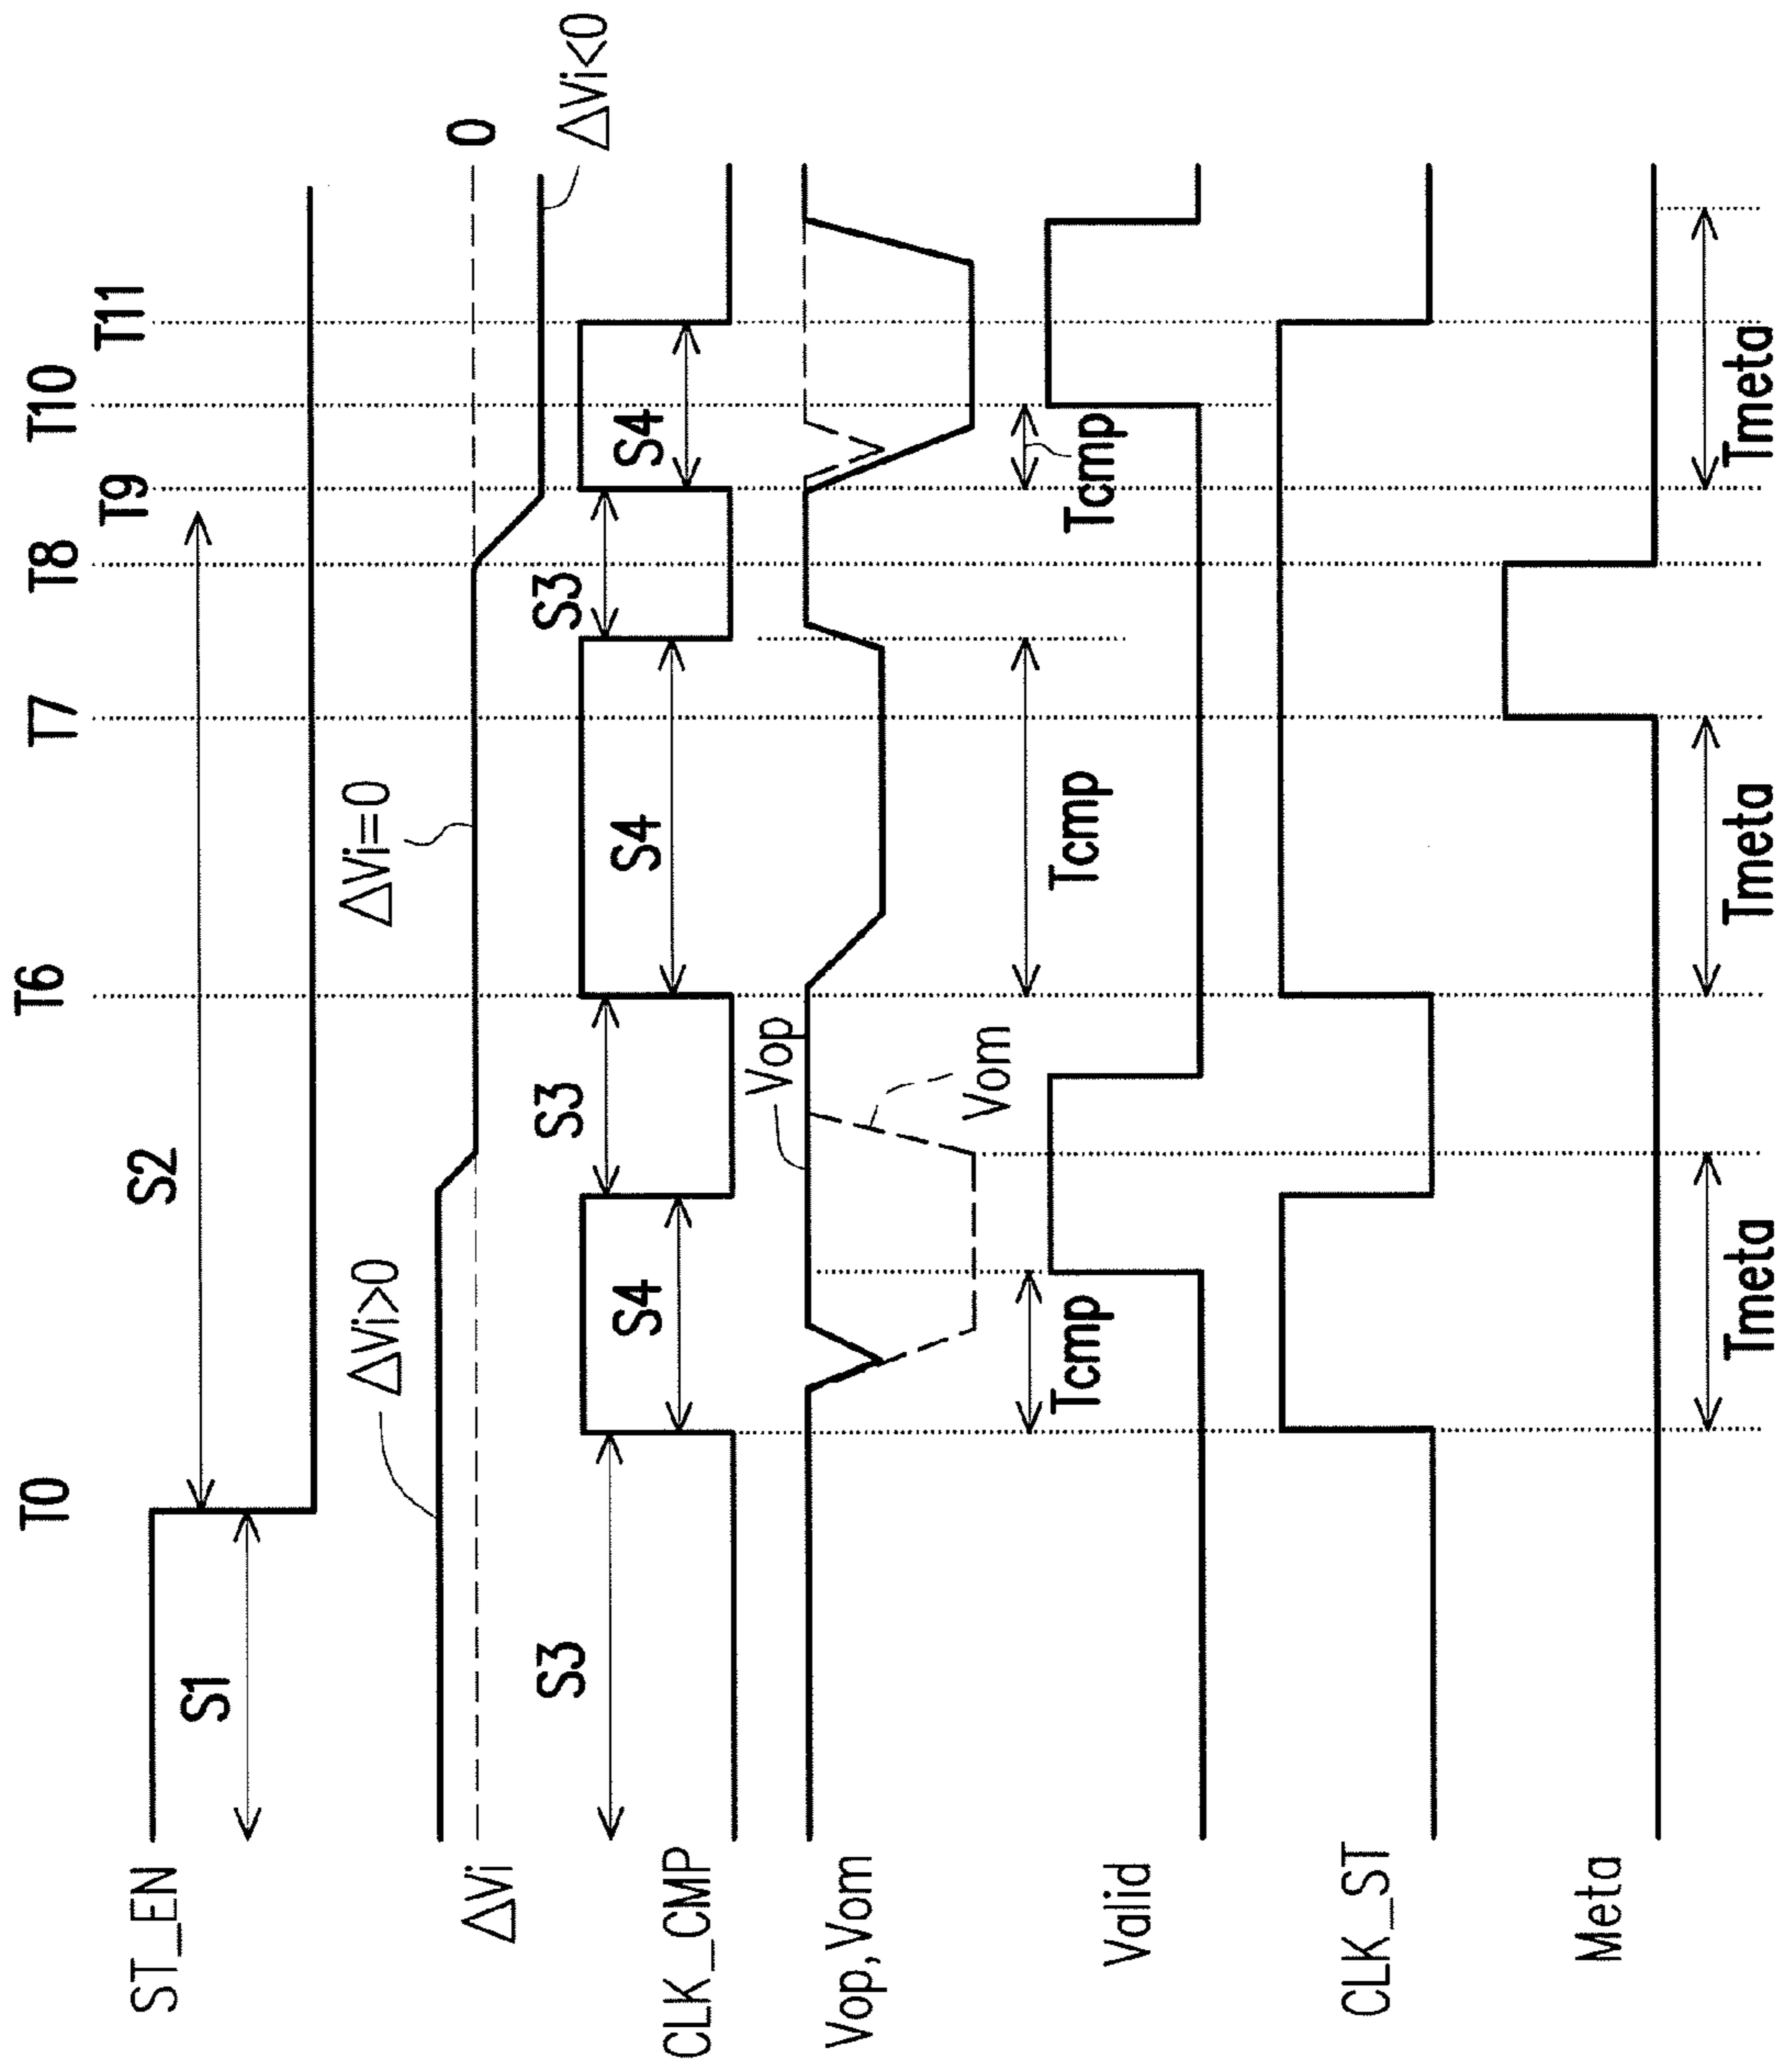 T0 T6 T7 T8 T9 T10 T11
ST_EN
S1 S2
ΔVi
ΔVi>0 ΔVi=0 0 ΔVi<0
CLK_CMP
S3 S4 S3 S4 S3 S4
Vop,Vom
Vop
Vom
Tcmp Tcmp Tcmp
Valid
CLK_ST
Meta
Tmeta Tmeta Tmeta